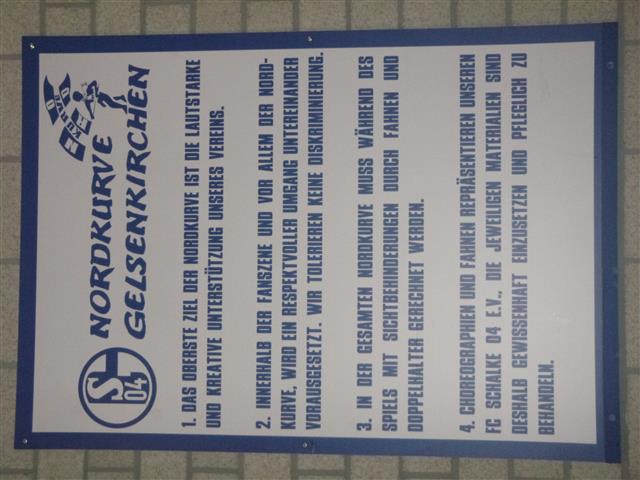 S 04
NORDKURVE
GELSENKIRCHEN
1. DAS OBERSTE ZIEL DER NORDKURVE IST DIE LAUTSTARKE
UND KREATIVE UNTERSTÜTZUNG UNSERES VEREINS.
2. INNERHALB DER FANSZENE UND VOR ALLEM DER NORD-
KURVE, WIRD EIN RESPEKTVOLLER UMGANG UNTEREINANDER
VORAUSGESETZT. WIR TOLERIEREN KEINE DISKRIMINIERUNG.
3. IN DER GESAMTEN NORDKURVE MUSS WÄHREND DES
SPIELS MIT SICHTBEHINDERUNGEN DURCH FAHNEN UND
DOPPELHALTER GERECHNET WERDEN.
4. CHOREOGRAPHIEN UND FAHNEN REPRÄSENTIEREN UNSEREN
FC SCHALKE 04 E.V.. DIE JEWEILIGEN MATERIALIEN SIND
DESHALB GEWISSENHAFT EINZUSETZEN UND PFLEGLICH ZU
BEHANDELN.